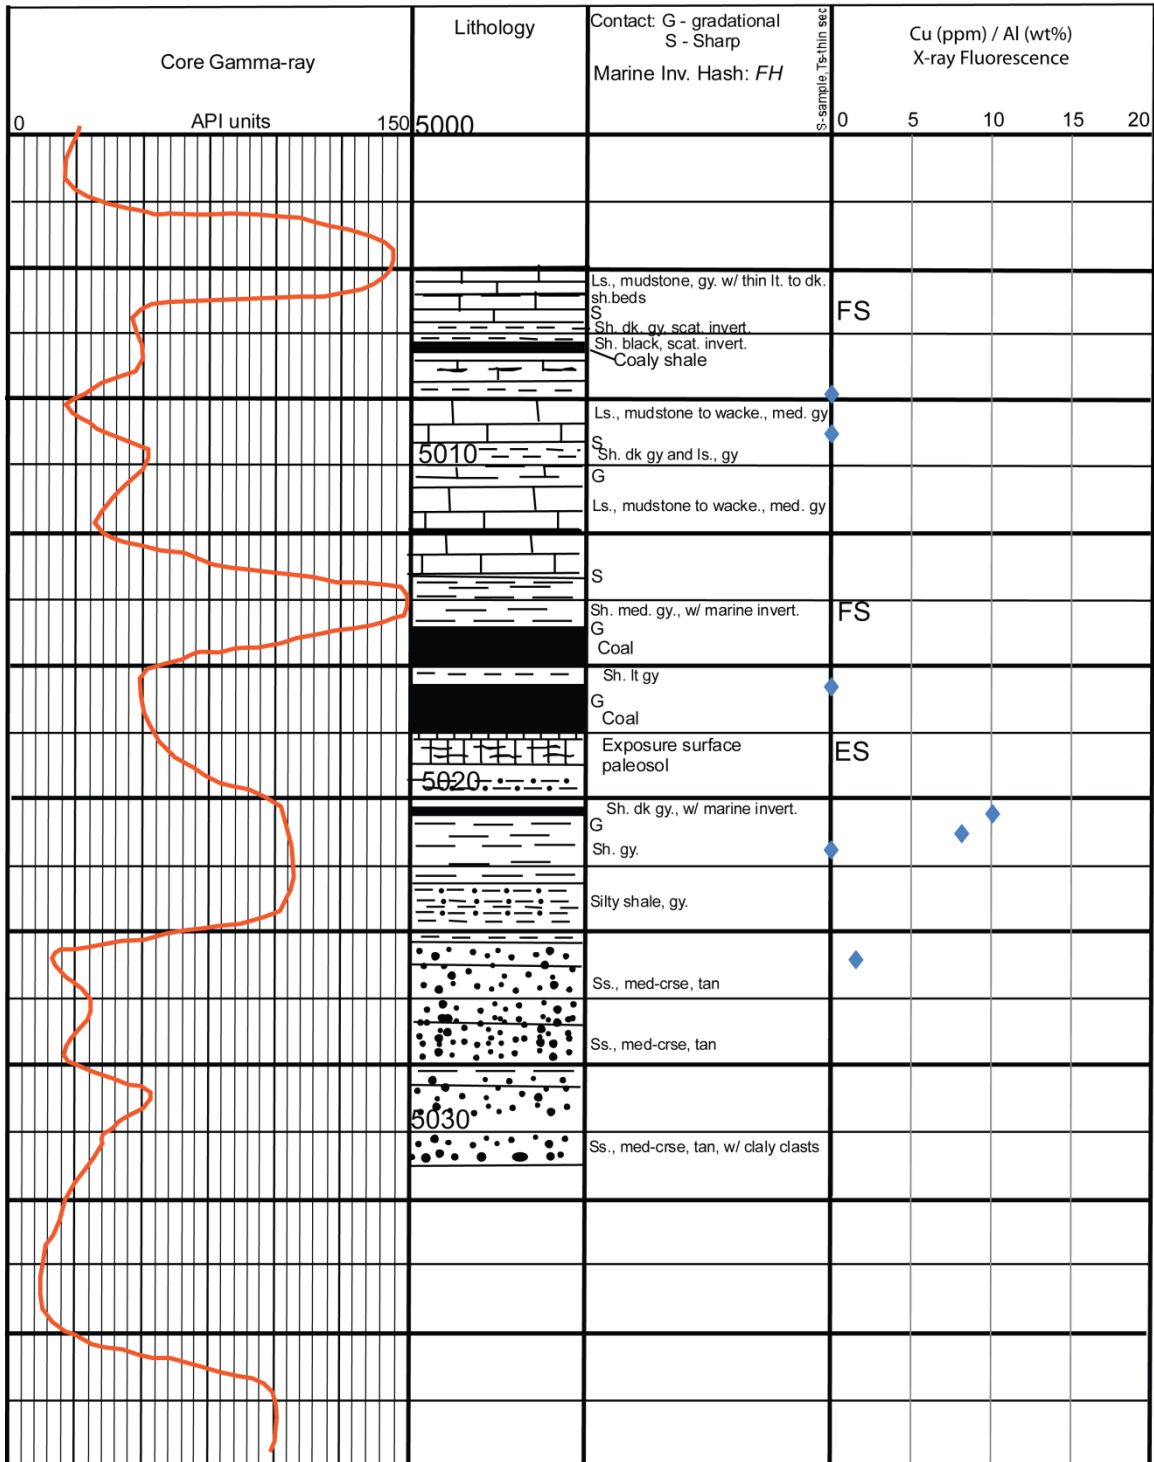 Core Gamma-ray
0 API units 150
Lithology
5000
Contact: G - gradational
S - Sharp
Marine Inv. Hash: FH
S-sample, Ts-thin sec
Cu (ppm) / Al (wt%)
X-ray Fluorescence
0 5 10 15 20
Ls., mudstone, gy. w/ thin lt. to dk.
sh.beds
S
FS
Sh. dk. gy, scat. invert.
Sh. black, scat. invert.
Coaly shale
Ls., mudstone to wacke., med. gy
S
5010
Sh. dk gy and ls., gy
G
Ls., mudstone to wacke., med. gy
S
Sh. med. gy., w/ marine invert.
FS
G
Coal
Sh. lt gy
G
Coal
Exposure surface
paleosol
ES
5020
Sh. dk gy., w/ marine invert.
G
Sh. gy.
Silty shale, gy.
Ss., med-crse, tan
Ss., med-crse, tan
5030
Ss., med-crse, tan, w/ claly clasts